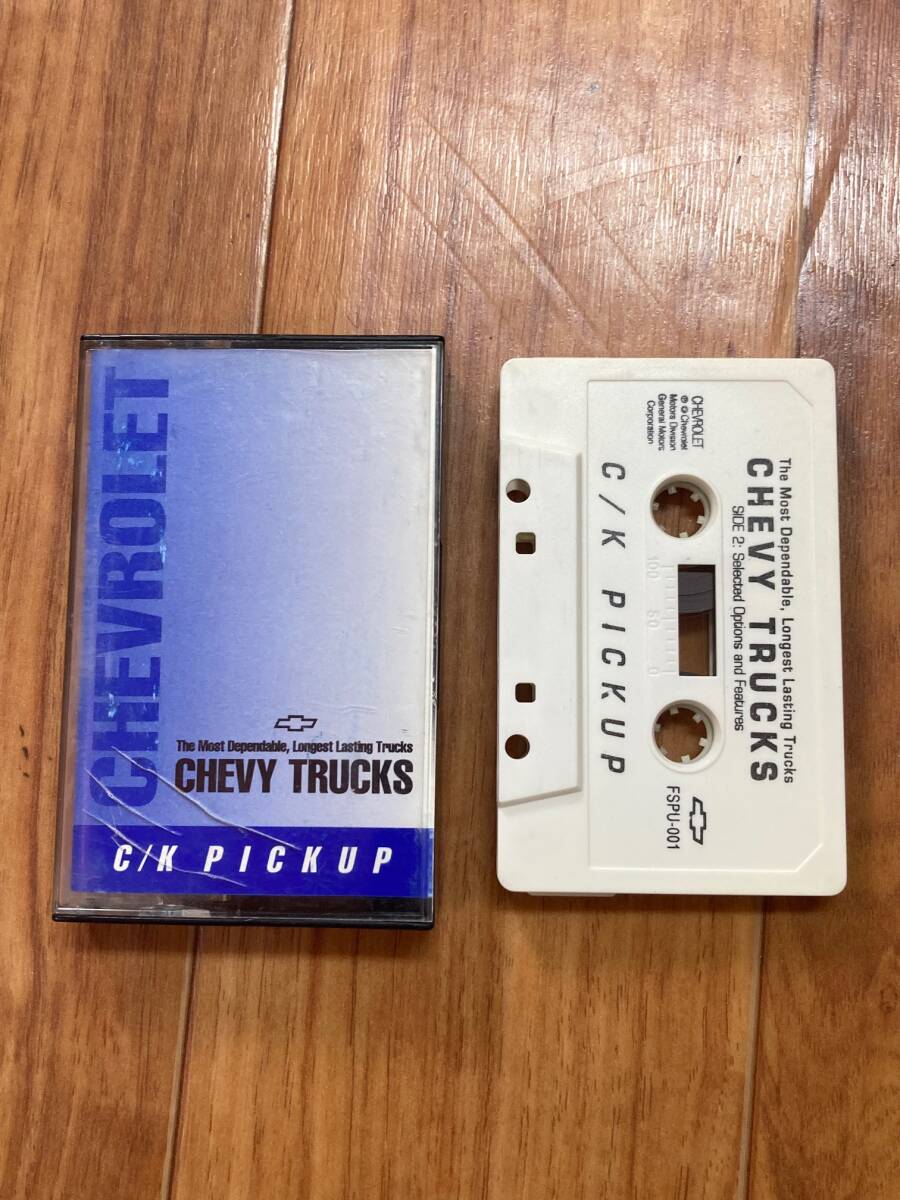 CHEVROLET
The Most Dependable, Longest Lasting Trucks
CHEVY TRUCKS
C/K PICKUP
The Most Dependable, Longest Lasting Trucks
CHEVY TRUCKS
SIDE 2: Selected Options and Features
CHEVROLET
℗ © Chevrolet
Motors Division
General Motors
Corporation
100 50 0
FSPU-001
C/K PICKUP